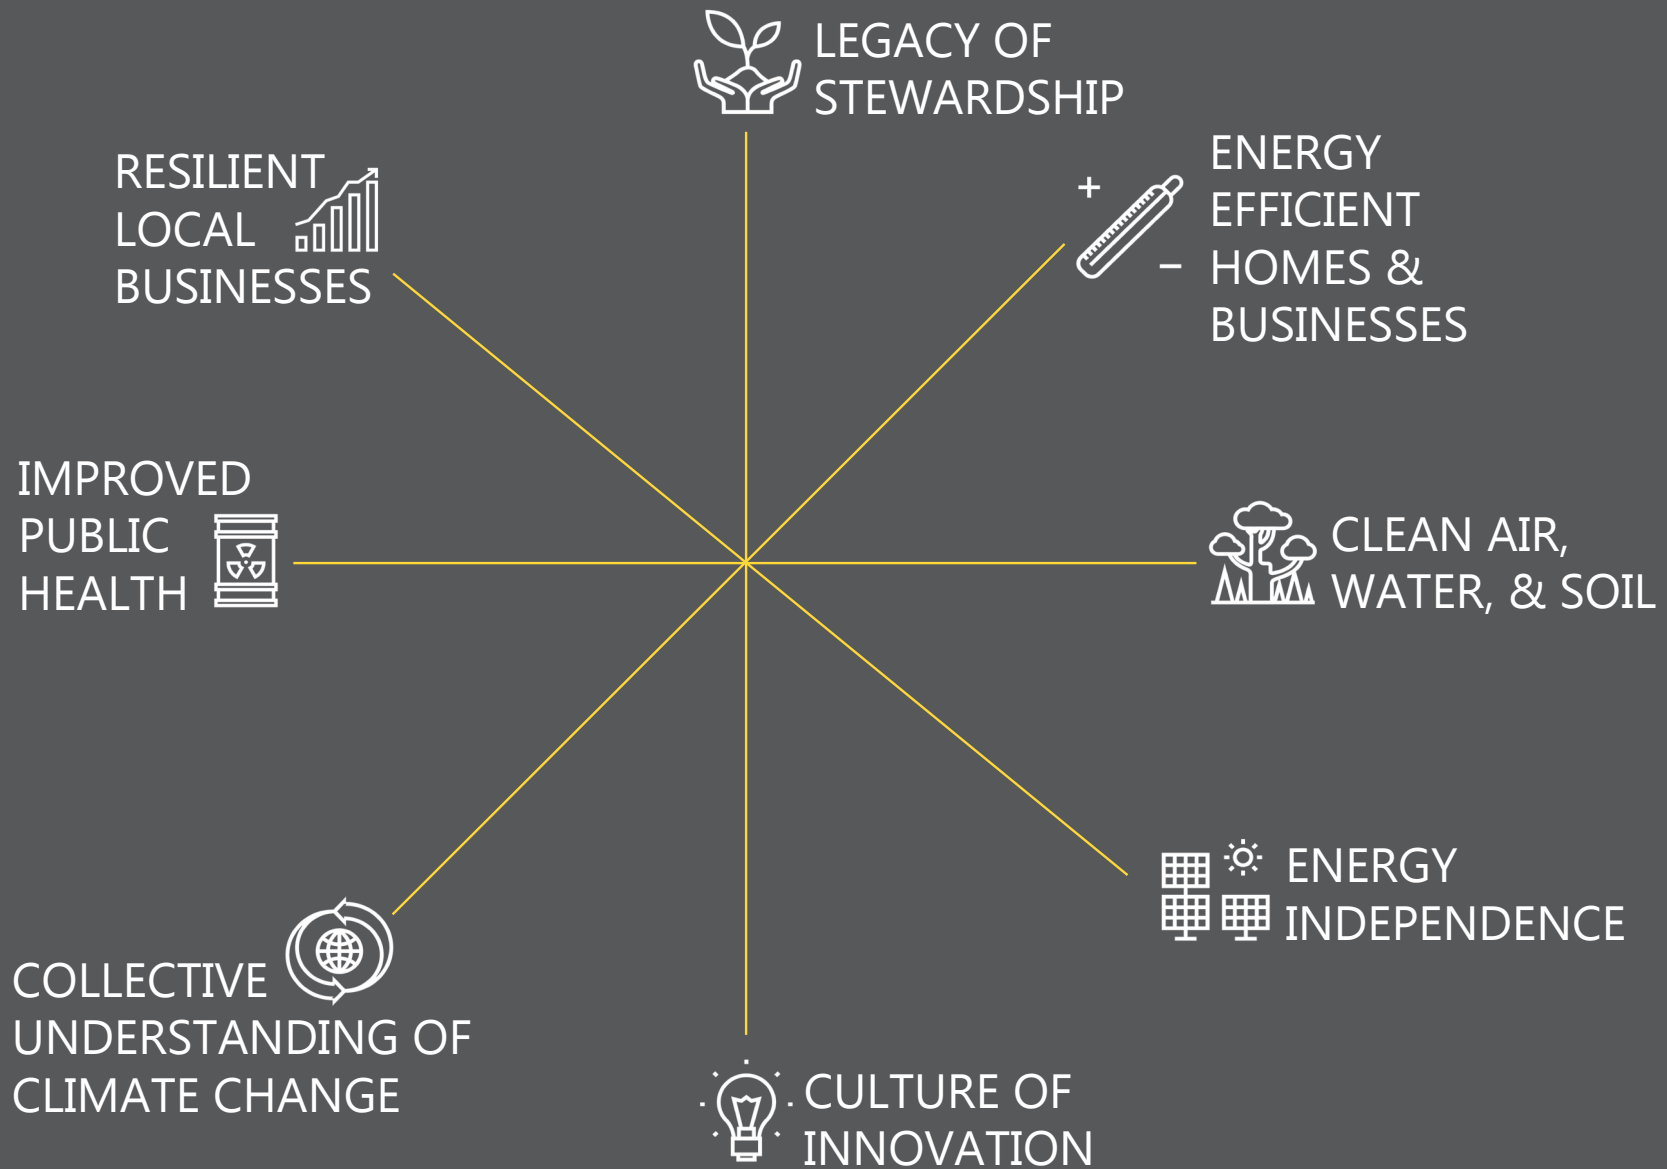 LEGACY OF
STEWARDSHIP
ENERGY
EFFICIENT
HOMES &
BUSINESSES
CLEAN AIR,
WATER, & SOIL
ENERGY
INDEPENDENCE
CULTURE OF
INNOVATION
COLLECTIVE
UNDERSTANDING OF
CLIMATE CHANGE
IMPROVED
PUBLIC
HEALTH
RESILIENT
LOCAL
BUSINESSES